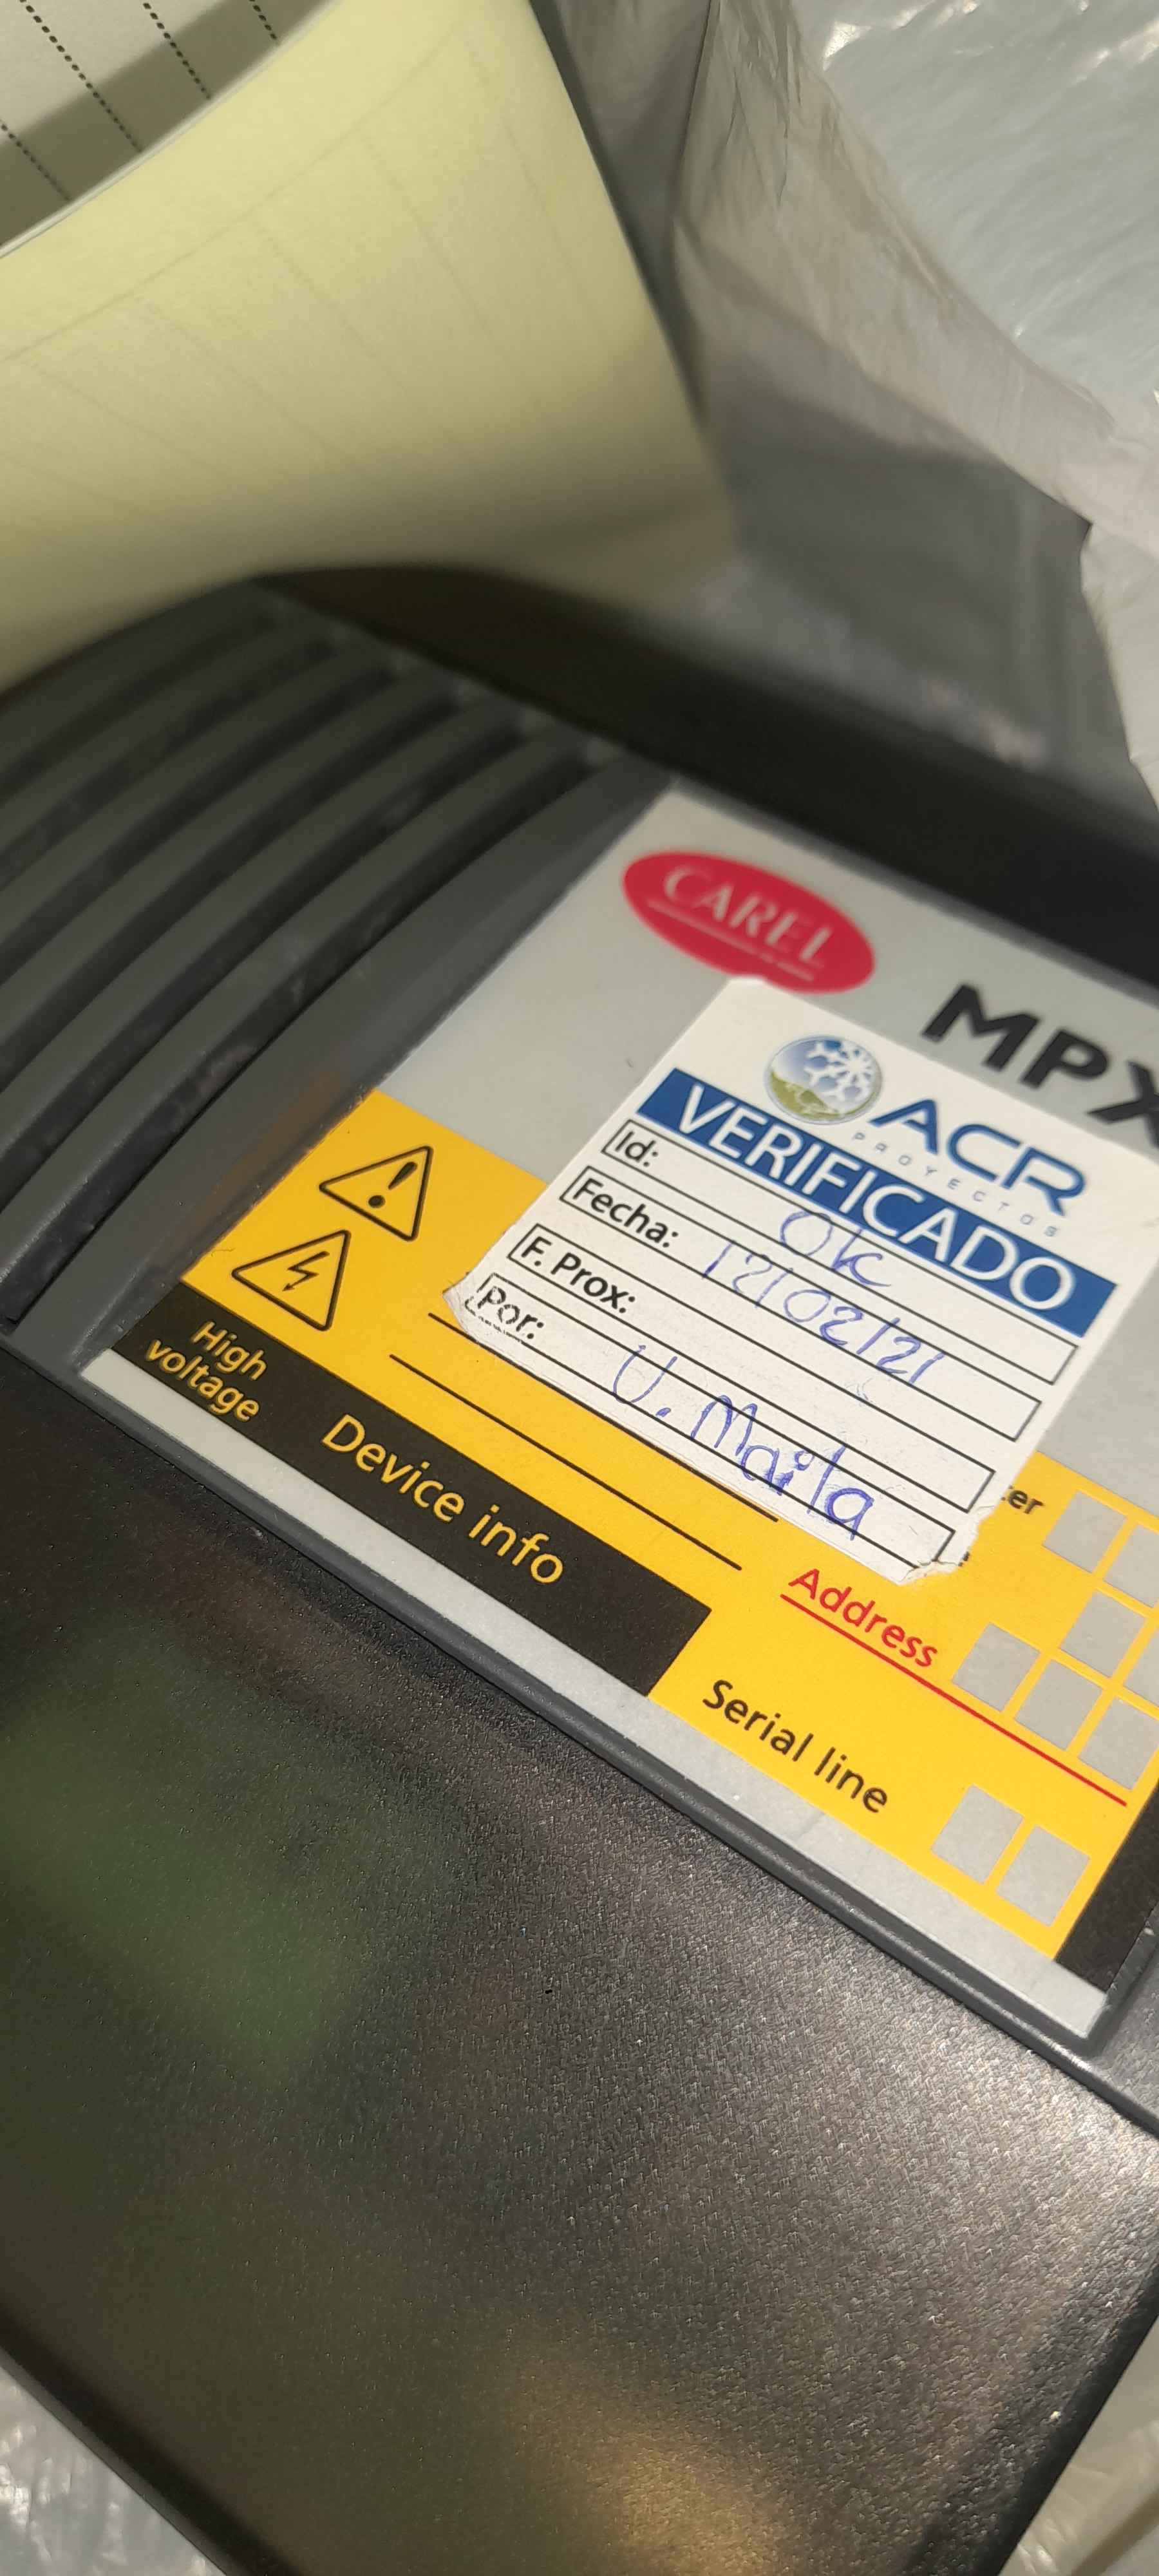 CAREL
MPX
ACR
PROYECTOS
VERIFICADO
Id: Ok
Fecha: 12/02/21
F. Prox:
Por: U. Maila
High
voltage
Device info
Address
Serial line